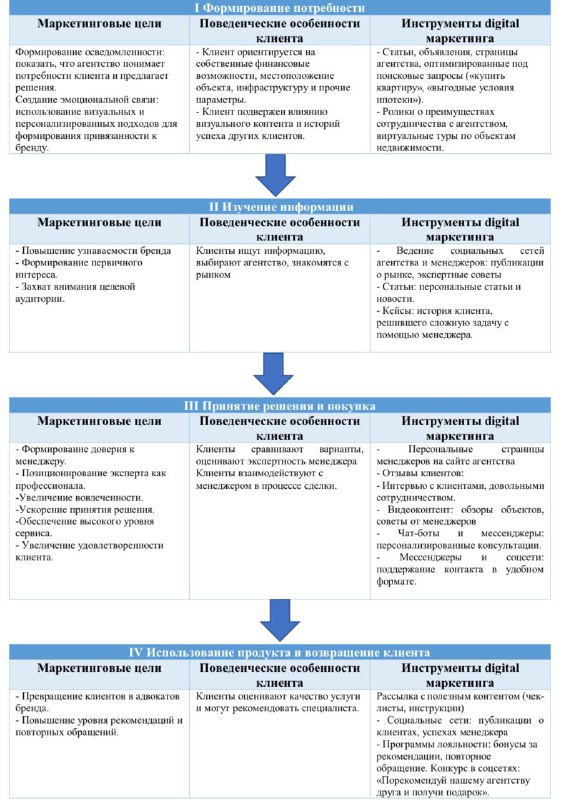 I Формирование потребности
Маркетинговые цели
Поведенческие особенности
клиента
Инструменты digital
маркетинга
Формирование осведомленности:
показать, что агентство понимает
потребности клиента и предлагает
решения.
Создание эмоциональной связи:
использование визуальных и
персонализированных подходов для
формирования привязанности к
бренду.
- Клиент ориентируется на
собственные финансовые
возможности, местоположение
объекта, инфраструктуру и прочие
параметры.
- Клиент подвержен влиянию
визуального контента и историй
успеха других клиентов.
- Статьи, объявления, страницы
агентства, оптимизированные под
поисковые запросы («купить
квартиру», «выгодные условия
ипотеки»).
- Ролики о преимуществах
сотрудничества с агентством,
виртуальные туры по объектам
недвижимости.
II Изучение информации
Маркетинговые цели
Поведенческие особенности
клиента
Инструменты digital
маркетинга
- Повышение узнаваемости бренда
- Формирование первичного
интереса.
- Захват внимания целевой
аудитории.
Клиенты ищут информацию,
выбирают агентство, знакомятся с
рынком
- Ведение социальных сетей
агентства и менеджеров: публикации
о рынке, экспертные советы
- Статьи: персональные статьи и
новости.
- Кейсы: история клиента,
решившего сложную задачу с
помощью менеджера.
III Принятие решения и покупка
Маркетинговые цели
Поведенческие особенности
клиента
Инструменты digital
маркетинга
- Формирование доверия к
менеджеру.
- Позиционирование эксперта как
профессионала.
-Увеличение вовлеченности.
-Ускорение принятия решения.
-Обеспечение высокого уровня
сервиса.
- Увеличение удовлетворенности
клиента.
Клиенты сравнивают варианты,
оценивают экспертность менеджера
Клиенты взаимодействуют с
менеджером в процессе сделки.
- Персональные страницы
менеджеров на сайте агентства
- Отзывы клиентов:
- Интервью с клиентами, довольными
сотрудничеством.
- Видеоконтент: обзоры объектов,
советы от менеджеров
- Чат-боты и мессенджеры:
персонализированные консультации.
- Мессенджеры и соцсети:
поддержание контакта в удобном
формате.
IV Использование продукта и возвращение клиента
Маркетинговые цели
Поведенческие особенности
клиента
Инструменты digital
маркетинга
- Превращение клиентов в адвокатов
бренда.
- Повышение уровня рекомендаций и
повторных обращений.
Клиенты оценивают качество услуги
и могут рекомендовать специалиста.
Рассылка с полезным контентом (чек-
листы, инструкции)
- Социальные сети: публикации о
клиентах, успехах менеджера
- Программы лояльности: бонусы за
рекомендации, повторное
обращение. Конкурс в соцсетях:
«Порекомендуй нашему агентству
друга и получи подарок».